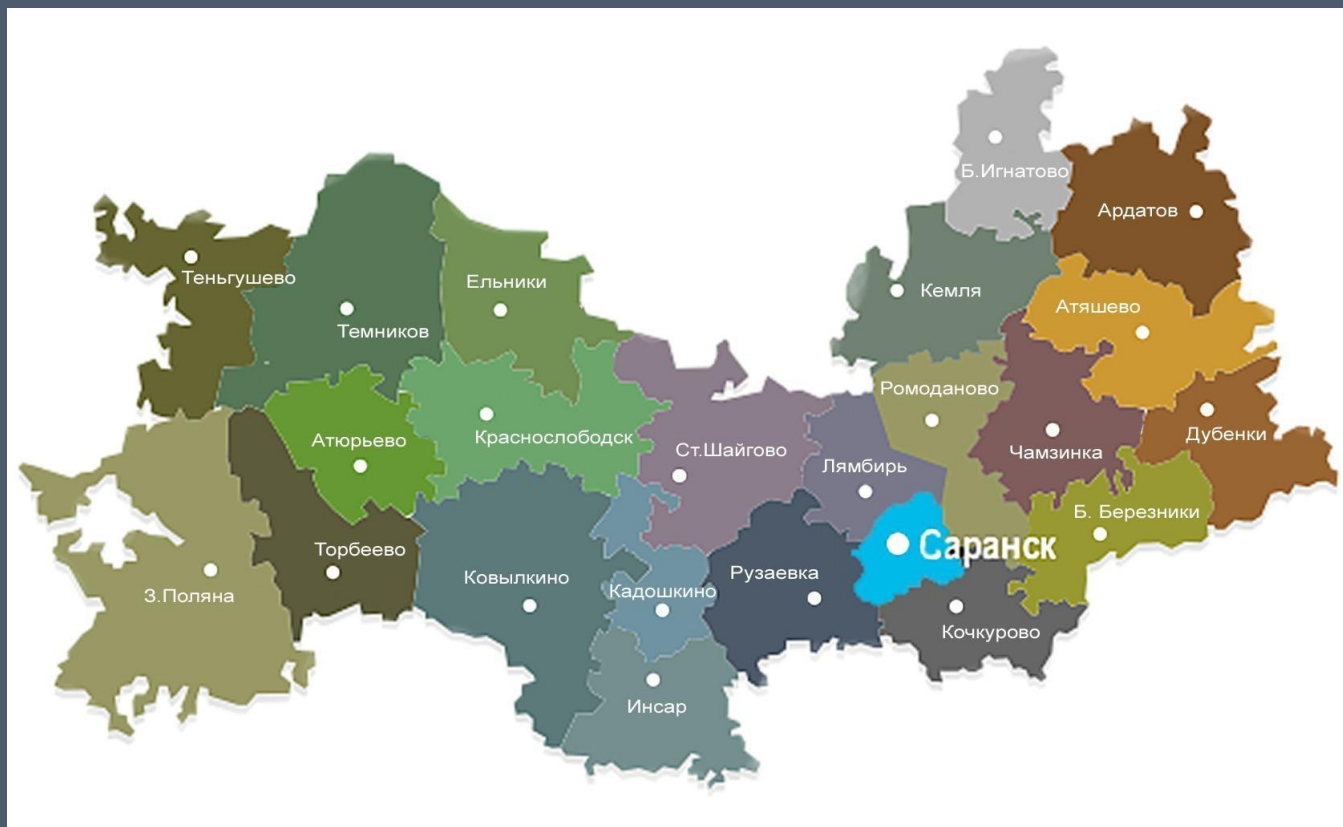 Б.Игнатово
Ардатов
Теньгушево
Ельники
Кемля
Темников
Атяшево
Ромоданово
Атюрьево
Краснослободск
Ст.Шайгово
Лямбирь
Чамзинка
Дубенки
Б. Березники
Саранск
Торбеево
Ковылкино
Кадошкино
Рузаевка
З.Поляна
Кочкурово
Инсар